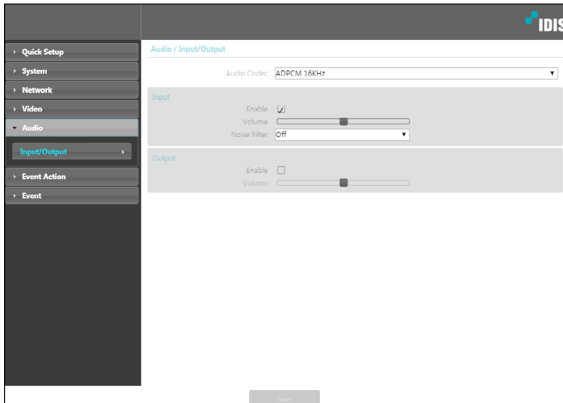 IDIS
Quick Setup
System
Network
Video
Audio
Input/Output
Event Action
Event
Audio / Input/Output
Audio Codec ADPCM 16KHz
Input
Enable
Volume
Noise Filter Off
Output
Enable
Volume
Save